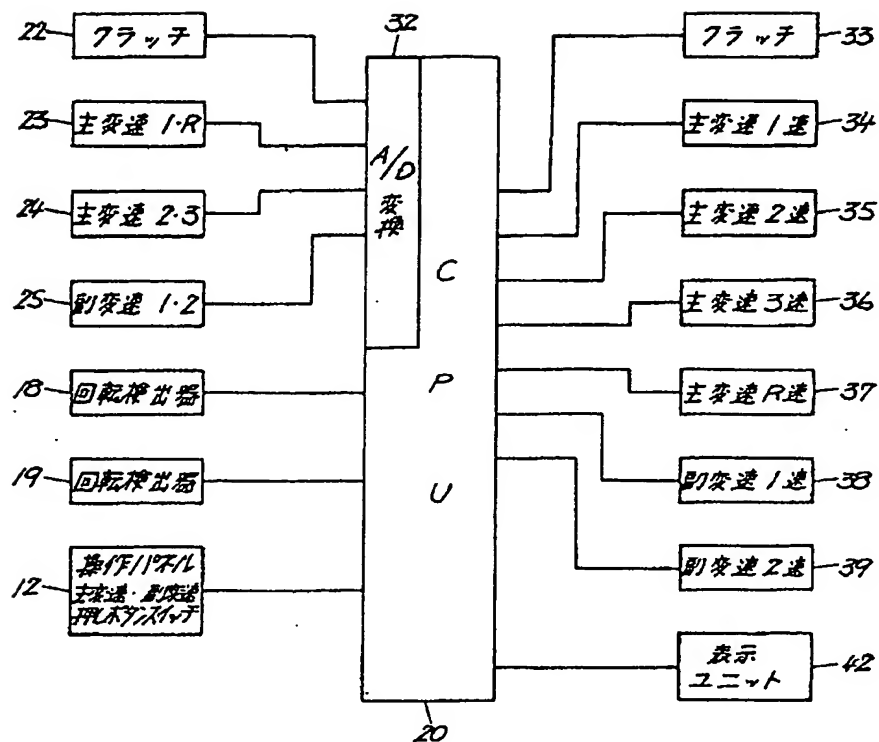 22 クラッチ
23 主変速 1·R
24 主変速 2·3
25 副変速 1·2
18 回転検出器
19 回転検出器
12 操作パネル
主変速・副変速
押しボタンスイッチ
32
A/D
変換
C
P
U
20
クラッチ 33
主変速1速 34
主変速2速 35
主変速3速 36
主変速R速 37
副変速1速 38
副変速2速 39
表示
ユニット 42